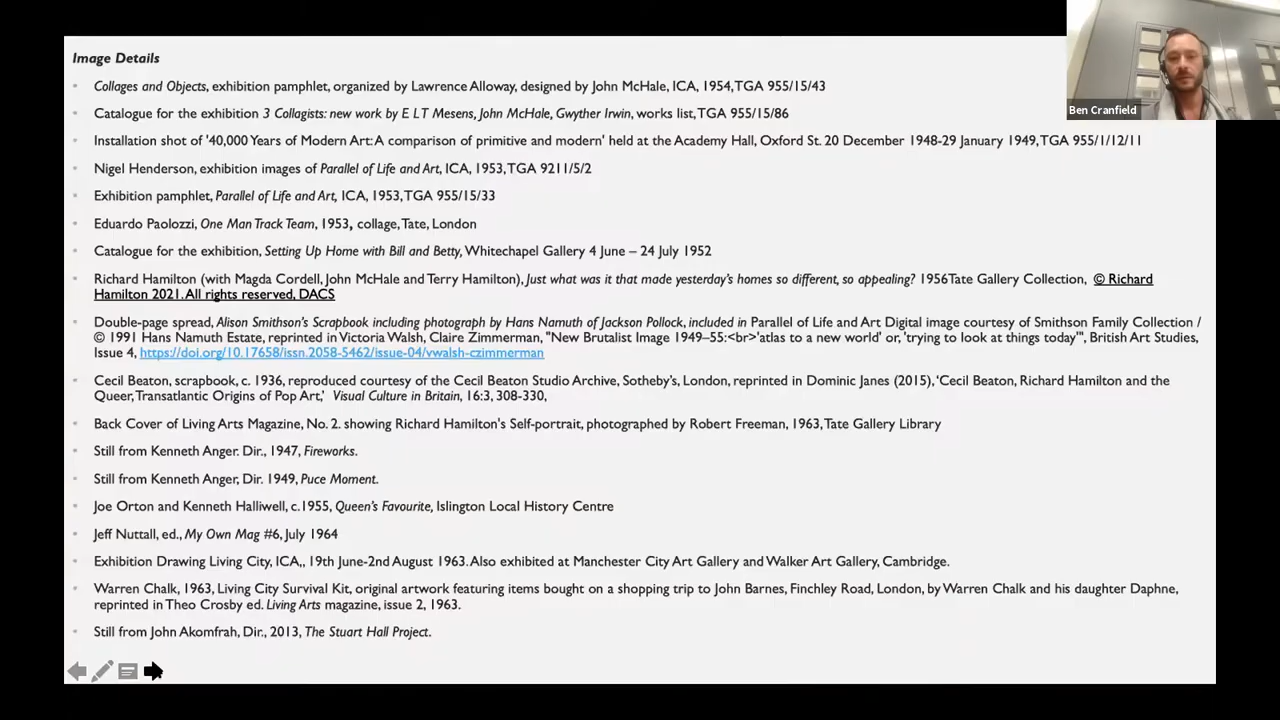 Image Details
Collages and Objects, exhibition pamphlet, organized by Lawrence Alloway, designed by John McHale, ICA, 1954, TGA 955/15/43
Catalogue for the exhibition 3 Collagists: new work by E L T Mesens, John McHale, Gwyther Irwin, works list, TGA 955/15/86
Installation shot of '40,000 Years of Modern Art: A comparison of primitive and modern' held at the Academy Hall, Oxford St. 20 December 1948-29 January 1949, TGA 955/1/12/11
Nigel Henderson, exhibition images of Parallel of Life and Art, ICA, 1953, TGA 9211/5/2
Exhibition pamphlet, Parallel of Life and Art, ICA, 1953, TGA 955/15/33
Eduardo Paolozzi, One Man Track Team, 1953, collage, Tate, London
Catalogue for the exhibition, Setting Up Home with Bill and Betty, Whitechapel Gallery 4 June – 24 July 1952
Richard Hamilton (with Magda Cordell, John McHale and Terry Hamilton), Just what was it that made yesterday's homes so different, so appealing? 1956Tate Gallery Collection, © Richard
Hamilton 2021. All rights reserved, DACS
Double-page spread, Alison Smithson's Scrapbook including photograph by Hans Namuth of Jackson Pollock, included in Parallel of Life and Art Digital image courtesy of Smithson Family Collection /
© 1991 Hans Namuth Estate, reprinted in Victoria Walsh, Claire Zimmerman, "New Brutalist Image 1949–55:<br>'atlas to a new world' or, 'trying to look at things today'", British Art Studies,
Issue 4, https://doi.org/10.17658/issn.2058-5462/issue-04/vwalsh-czimmerman
Cecil Beaton, scrapbook, c. 1936, reproduced courtesy of the Cecil Beaton Studio Archive, Sotheby's, London, reprinted in Dominic Janes (2015), 'Cecil Beaton, Richard Hamilton and the
Queer, Transatlantic Origins of Pop Art,' Visual Culture in Britain, 16:3, 308-330,
Back Cover of Living Arts Magazine, No. 2. showing Richard Hamilton's Self-portrait, photographed by Robert Freeman, 1963, Tate Gallery Library
Still from Kenneth Anger. Dir., 1947, Fireworks.
Still from Kenneth Anger, Dir. 1949, Puce Moment.
Joe Orton and Kenneth Halliwell, c.1955, Queen's Favourite, Islington Local History Centre
Jeff Nuttall, ed., My Own Mag #6, July 1964
Exhibition Drawing Living City, ICA,, 19th June-2nd August 1963. Also exhibited at Manchester City Art Gallery and Walker Art Gallery, Cambridge.
Warren Chalk, 1963, Living City Survival Kit, original artwork featuring items bought on a shopping trip to John Barnes, Finchley Road, London, by Warren Chalk and his daughter Daphne,
reprinted in Theo Crosby ed. Living Arts magazine, issue 2, 1963.
Still from John Akomfrah, Dir., 2013, The Stuart Hall Project.
Ben Cranfield